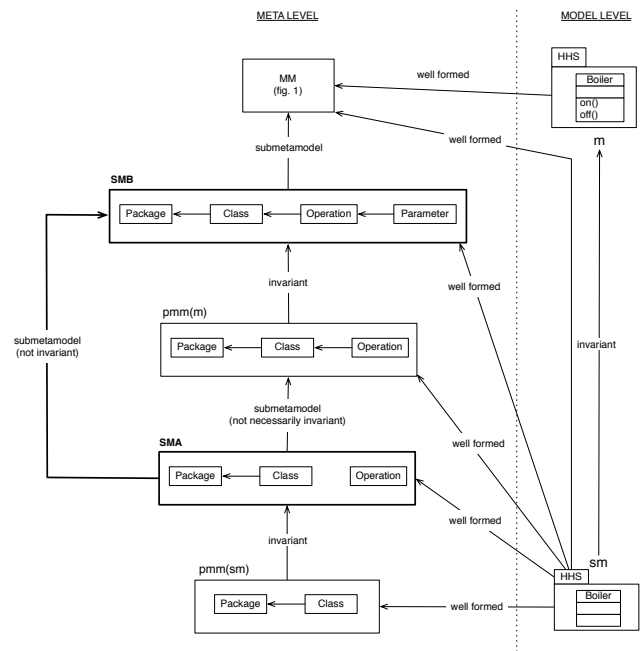 META LEVEL
MODEL LEVEL
HHS
MM
(fig. 1)
well formed
Boiler
on()
off()
m
well formed
submetamodel
SMB
Package
Class
Operation
Parameter
invariant
well formed
pmm(m)
submetamodel
(not invariant)
Package
Class
Operation
invariant
submetamodel
(not necessarily invariant)
well formed
SMA
Package
Class
Operation
well formed
invariant
sm
pmm(sm)
HHS
Package
Class
well formed
Boiler